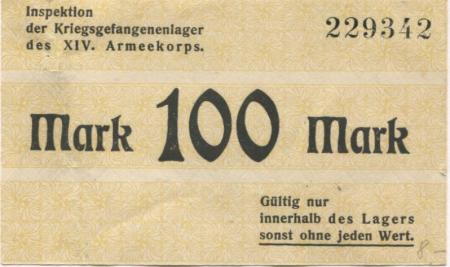 Inspektion
der Kriegsgefangenenlager
des XIV. Armeekorps.
229342
Mark 100 Mark
Gültig nur
innerhalb des Lagers
sonst ohne jeden Wert.
8.-